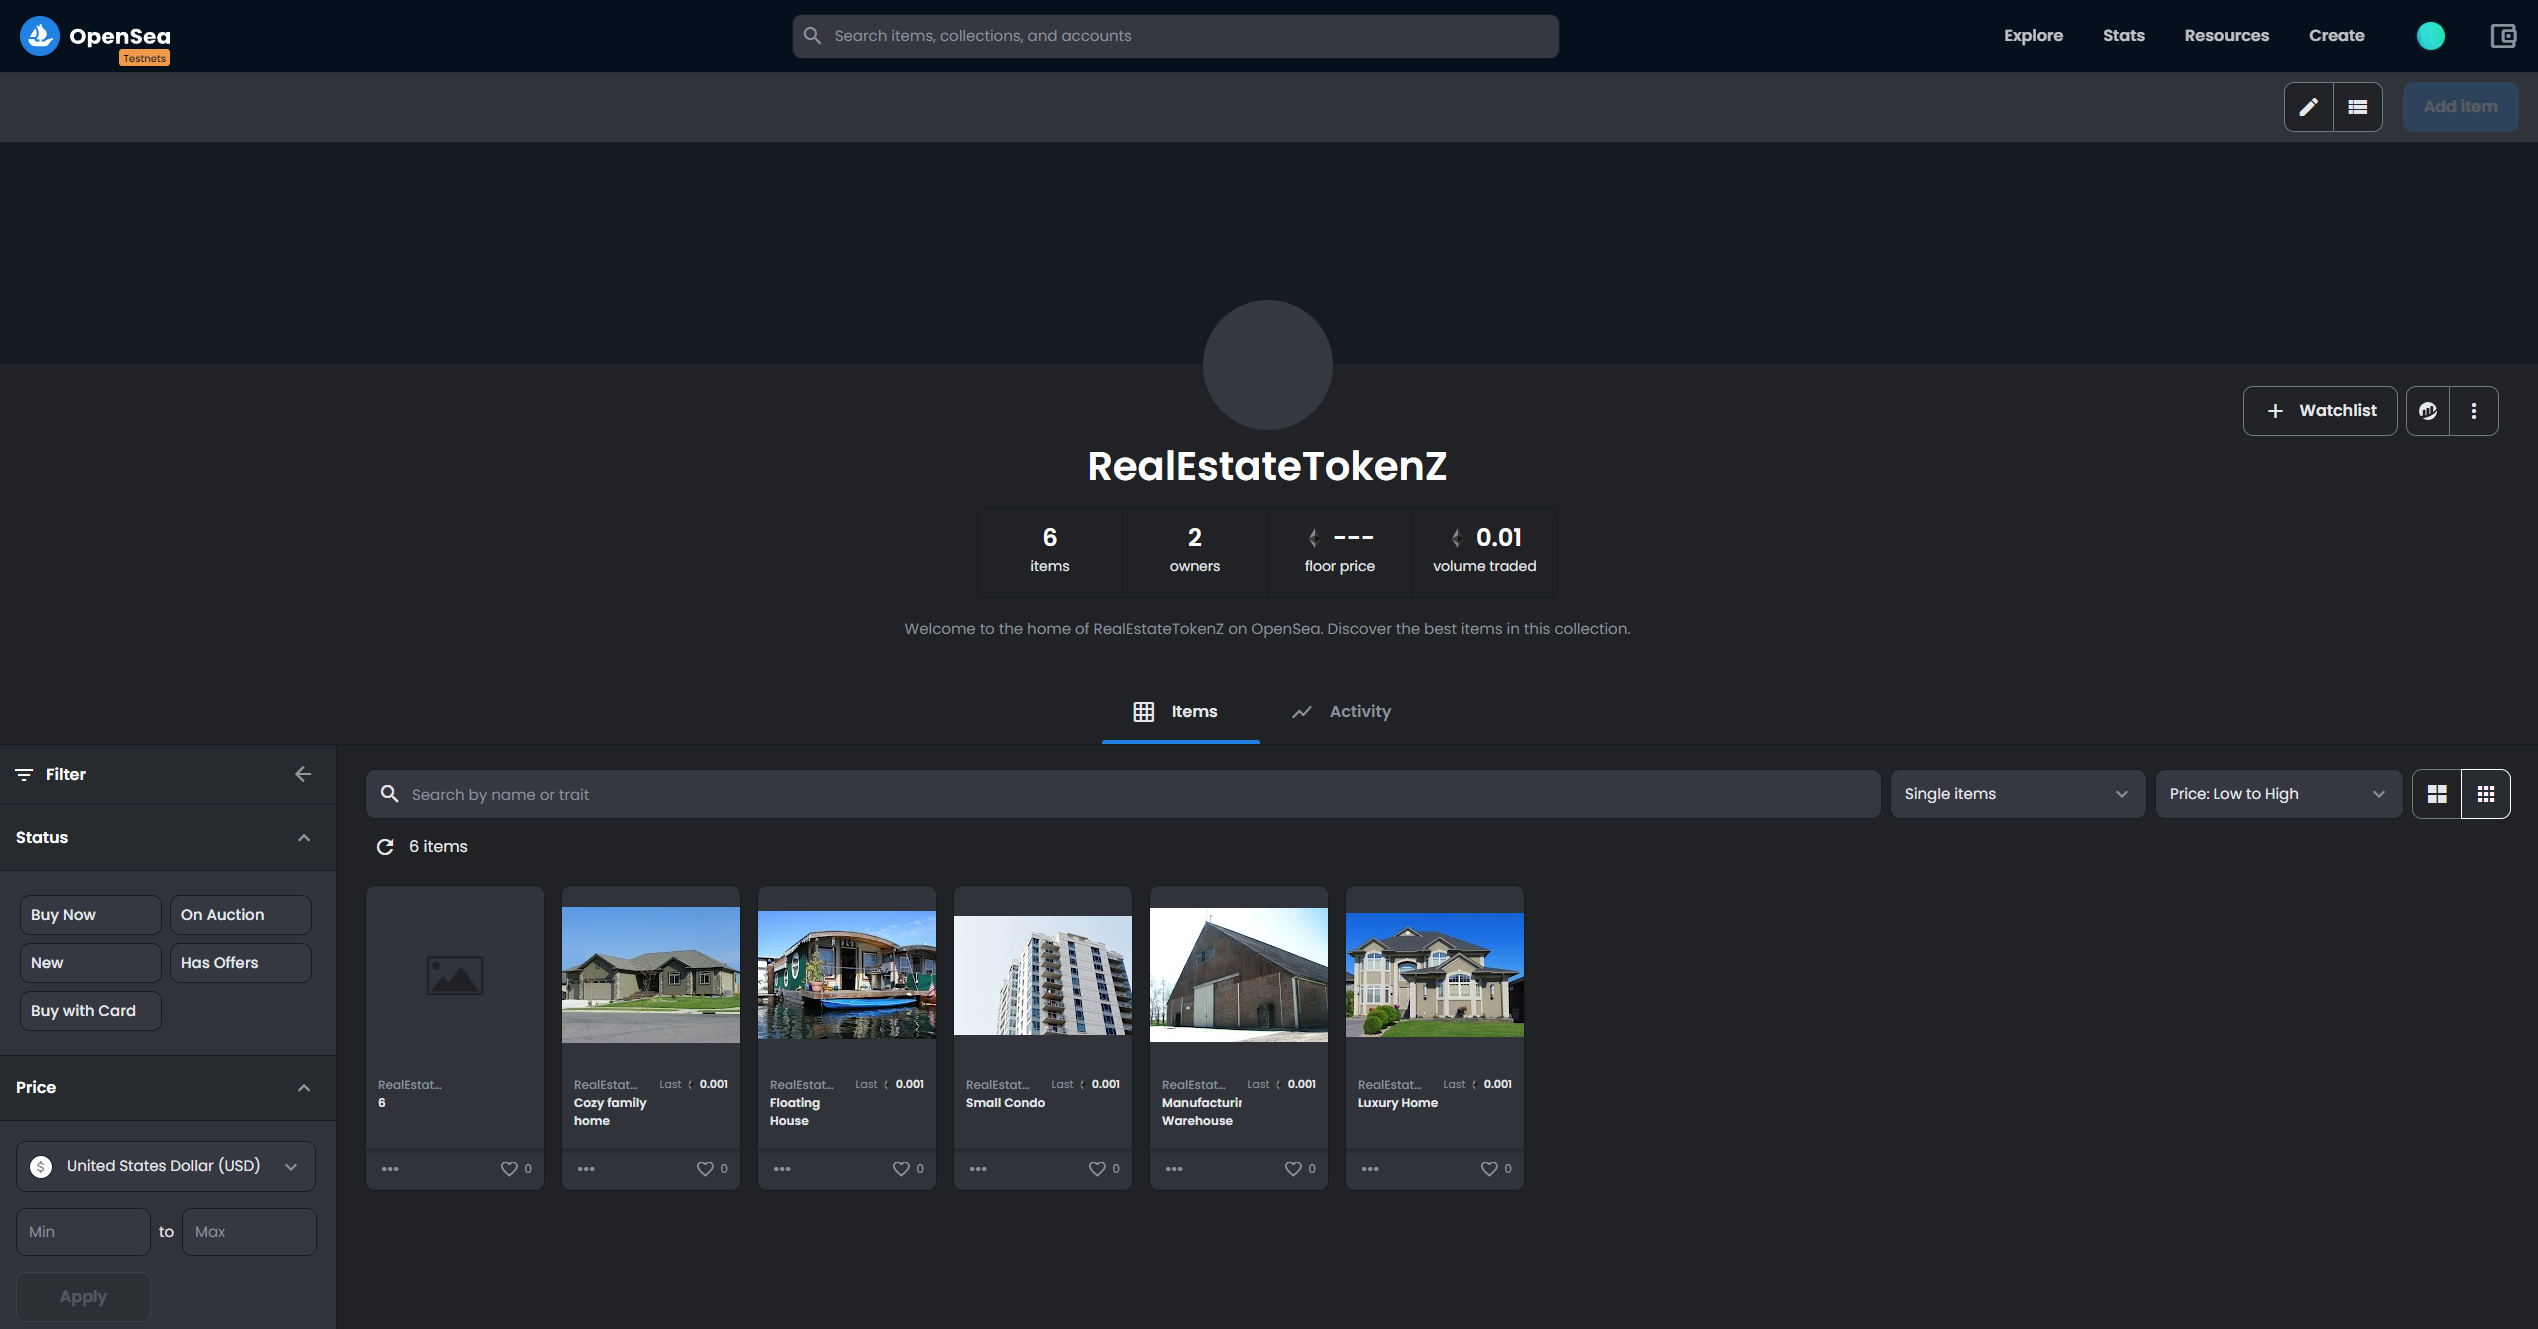 OpenSea
Testnets
Search items, collections, and accounts
Explore
Stats
Resources
Create
Add item
Watchlist
RealEstateTokenZ
6
items
2
owners
---
floor price
0.01
volume traded
Welcome to the home of RealEstateTokenZ on OpenSea. Discover the best items in this collection.
Items
Activity
Filter
Search by name or trait
Single items
Price: Low to High
Status
6 items
Buy Now
On Auction
New
Has Offers
Buy with Card
Price
United States Dollar (USD)
Min
to
Max
Apply
RealEstat...
6
0
RealEstat...
Last 0.001
Cozy family
home
0
RealEstat...
Last 0.001
Floating
House
0
RealEstat...
Last 0.001
Small Condo
0
RealEstat...
Last 0.001
Manufacturin
Warehouse
0
RealEstat...
Last 0.001
Luxury Home
0